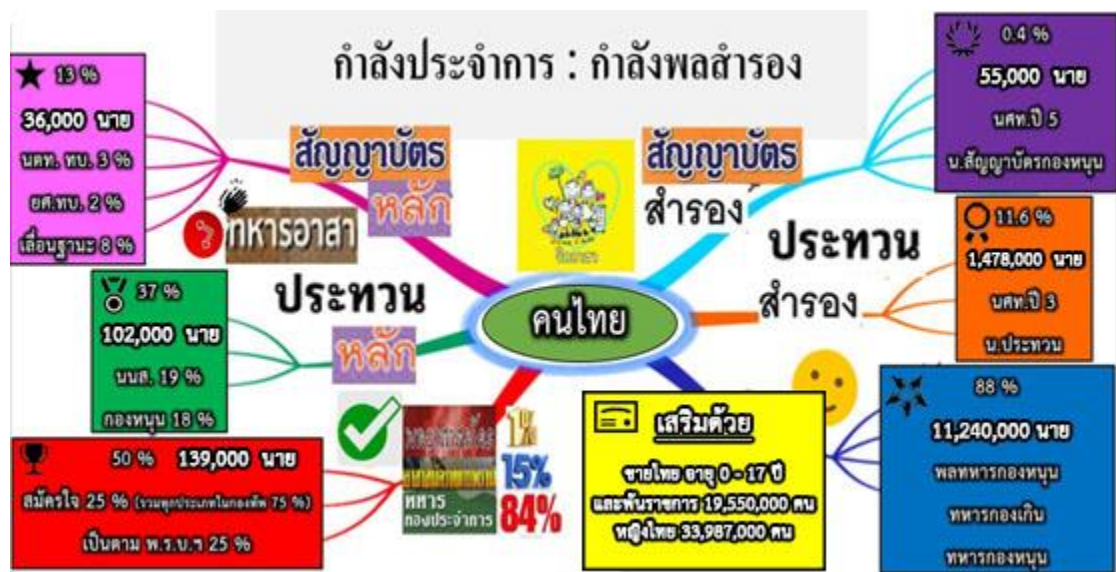 กำลังประจำการ : กำลังพลสำรอง
13 %
36,000 นาย
นตท. ทบ. 3 %
ยศ.ทบ. 2 %
เลื่อนฐานะ 8 %
สัญญาบัตร
หลัก
ทหารอาสา
37 %
102,000 นาย
นนส. 19 %
กองหนุน 18 %
ประทวน
หลัก
50 % 139,000 นาย
สมัครใจ 25 % (รวมทุกประเภทในกองทัพ 75 %)
เป็นตาม พ.ร.บ.ฯ 25 %
ทหาร
กองประจำการ
1%
15%
84%
คนไทย
สัญญาบัตร
สำรอง
0.4 %
55,000 นาย
นศท.ปี 5
น.สัญญาบัตรกองหนุน
ประทวน
สำรอง
11.6 %
1,478,000 นาย
นศท.ปี 3
น.ประทวน
88 %
11,240,000 นาย
พลทหารกองหนุน
ทหารกองเกิน
ทหารกองหนุน
เสริมด้วย
ชายไทย อายุ 0 - 17 ปี
และพ้นราชการ 19,550,000 คน
หญิงไทย 33,987,000 คน